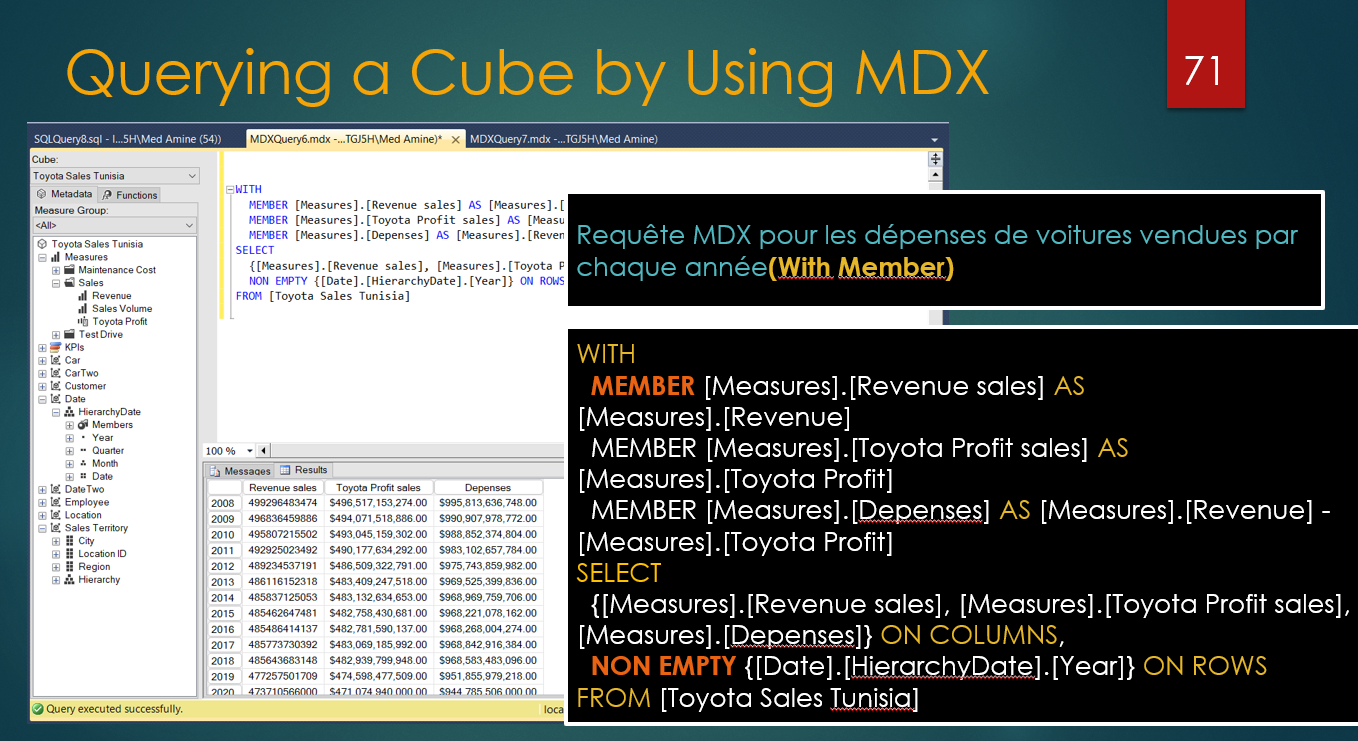 Querying a Cube by Using MDX
71
SQLQuery8.sql - l...5H\Med Amine (54))
MDXQuery6.mdx -...TGJ5H\Med Amine)*
MDXQuery7.mdx -...TGJ5H\Med Amine)
Cube:
Toyota Sales Tunisia
Metadata
Functions
Measure Group:
<All>
Toyota Sales Tunisia
Measures
Maintenance Cost
Sales
Revenue
Sales Volume
Toyota Profit
Test Drive
KPIs
Car
CarTwo
Customer
Date
HierarchyDate
Members
Year
Quarter
Month
Date
DateTwo
Employee
Location
Sales Territory
City
Location ID
Region
Hierarchy
WITH
MEMBER [Measures].[Revenue sales] AS [Measures].[
MEMBER [Measures].[Toyota Profit sales] AS [Measu
MEMBER [Measures].[Depenses] AS [Measures].[Reven
SELECT
{[Measures].[Revenue sales], [Measures].[Toyota P
NON EMPTY {[Date].[HierarchyDate].[Year]} ON ROWS
FROM [Toyota Sales Tunisia]
100 %
Messages
Results
Revenue sales Toyota Profit sales Depenses
2008 499296483474 $496,517,153,274.00 $995,813,636,748.00
2009 496836459886 $494,071,518,886.00 $990,907,978,772.00
2010 495807215502 $493,045,159,302.00 $988,852,374,804.00
2011 492925023492 $490,177,634,292.00 $983,102,657,784.00
2012 489234537191 $486,509,322,791.00 $975,743,859,982.00
2013 486116152318 $483,409,247,518.00 $969,525,399,836.00
2014 485837125053 $483,132,634,653.00 $968,969,759,706.00
2015 485462647481 $482,758,430,681.00 $968,221,078,162.00
2016 485486414137 $482,781,590,137.00 $968,268,004,274.00
2017 485773730392 $483,069,185,992.00 $968,842,916,384.00
2018 485643683148 $482,939,799,948.00 $968,583,483,096.00
2019 477257501709 $474,598,477,509.00 $951,855,979,218.00
2020 473710566000 $471,074,940,000.00 $944,785,506,000.00
Query executed successfully.
loca
Requête MDX pour les dépenses de voitures vendues par
chaque année(With Member)
WITH
MEMBER [Measures].[Revenue sales] AS
[Measures].[Revenue]
MEMBER [Measures].[Toyota Profit sales] AS
[Measures].[Toyota Profit]
MEMBER [Measures].[Depenses] AS [Measures].[Revenue] -
[Measures].[Toyota Profit]
SELECT
{[Measures].[Revenue sales], [Measures].[Toyota Profit sales],
[Measures].[Depenses]} ON COLUMNS,
NON EMPTY {[Date].[HierarchyDate].[Year]} ON ROWS
FROM [Toyota Sales Tunisia]